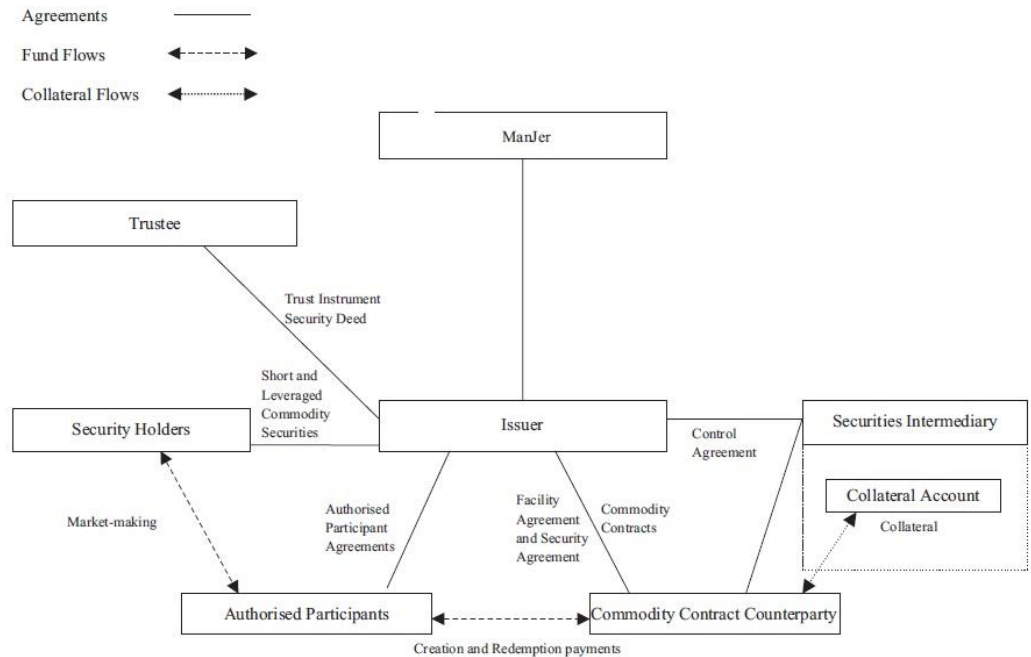 Agreements
Fund Flows
Collateral Flows
ManJer
Trustee
Trust Instrument
Security Deed
Short and
Leveraged
Commodity
Securities
Security Holders
Issuer
Control
Agreement
Securities Intermediary
Collateral Account
Collateral
Market-making
Authorised
Participant
Agreements
Facility
Agreement
and Security
Agreement
Commodity
Contracts
Authorised Participants
Commodity Contract Counterparty
Creation and Redemption payments